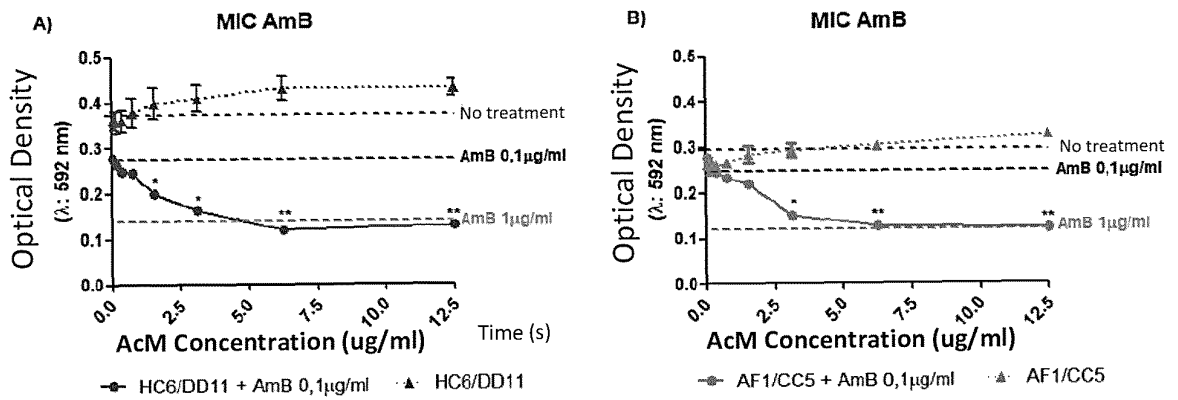 A)
MIC AmB
Optical Density
(λ: 592 nm)
0.5
0.4
0.3
0.2
0.1
0.0
No treatment
AmB 0,1µg/ml
AmB 1µg/ml
*
*
**
**
0.0
2.5
5.0
7.5
10.0
12.5
AcM Concentration (ug/ml)
Time (s)
HC6/DD11 + AmB 0,1µg/ml
HC6/DD11
B)
MIC AmB
Optical Density
(λ: 592 nm)
0.5
0.4
0.3
0.2
0.1
0.0
No treatment
AmB 0,1µg/ml
AmB 1µg/ml
*
**
**
0.0
2.5
5.0
7.5
10.0
12.5
AcM Concentration (ug/ml)
AF1/CC5 + AmB 0,1µg/ml
AF1/CC5